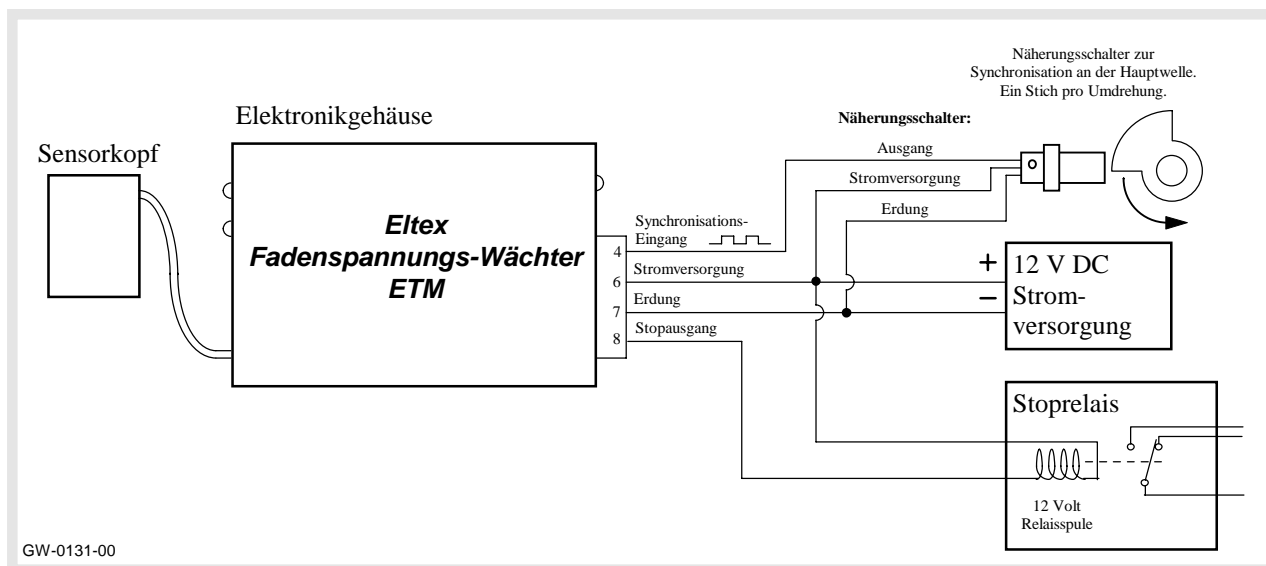 Näherungsschalter zur
Synchronisation an der Hauptwelle.
Ein Stich pro Umdrehung.
Elektronikgehäuse
Näherungsschalter:
Sensorkopf
Ausgang
Stromversorgung
Erdung
Eltex
Fadenspannungs-Wächter
ETM
Synchronisations-
Eingang
4
Stromversorgung
6
Erdung
7
Stopausgang
8
+ 12 V DC
– Strom-
versorgung
Stoprelais
12 Volt
Relaisspule
GW-0131-00